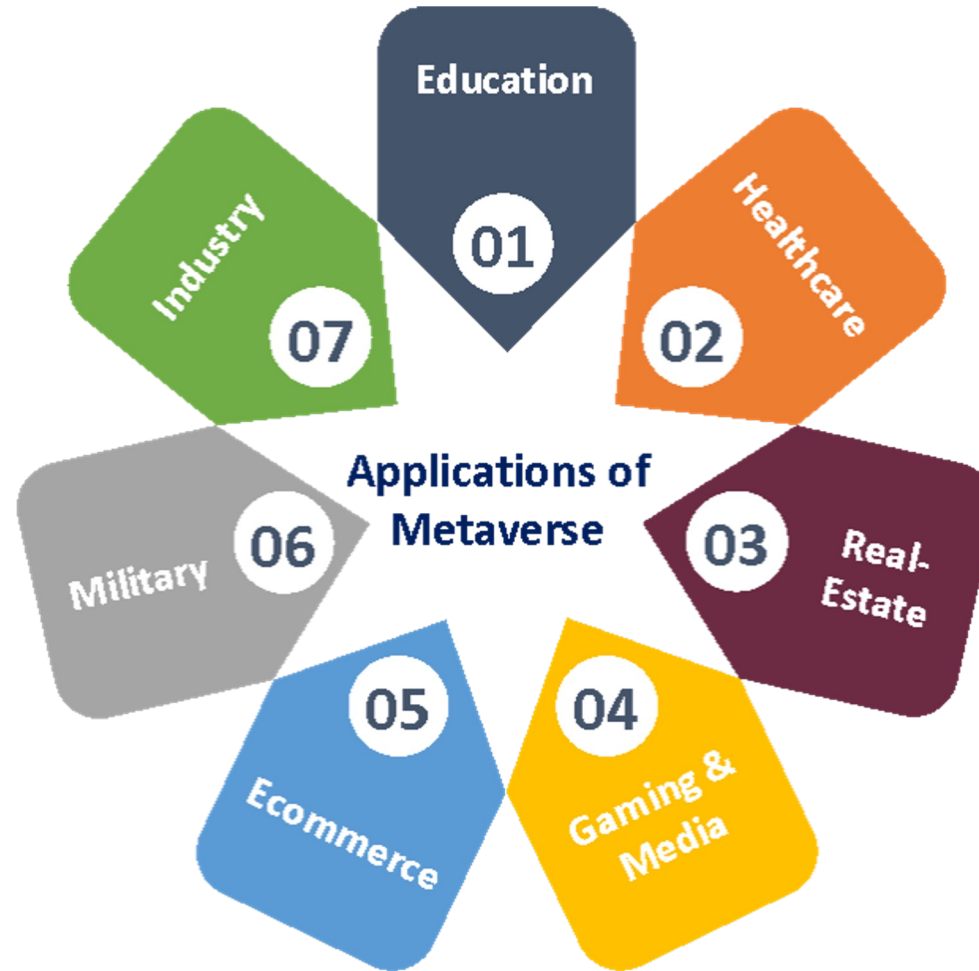 Education
01
Healthcare
02
Real-
Estate
03
Gaming &
Media
04
Ecommerce
05
Military
06
Industry
07
Applications of
Metaverse